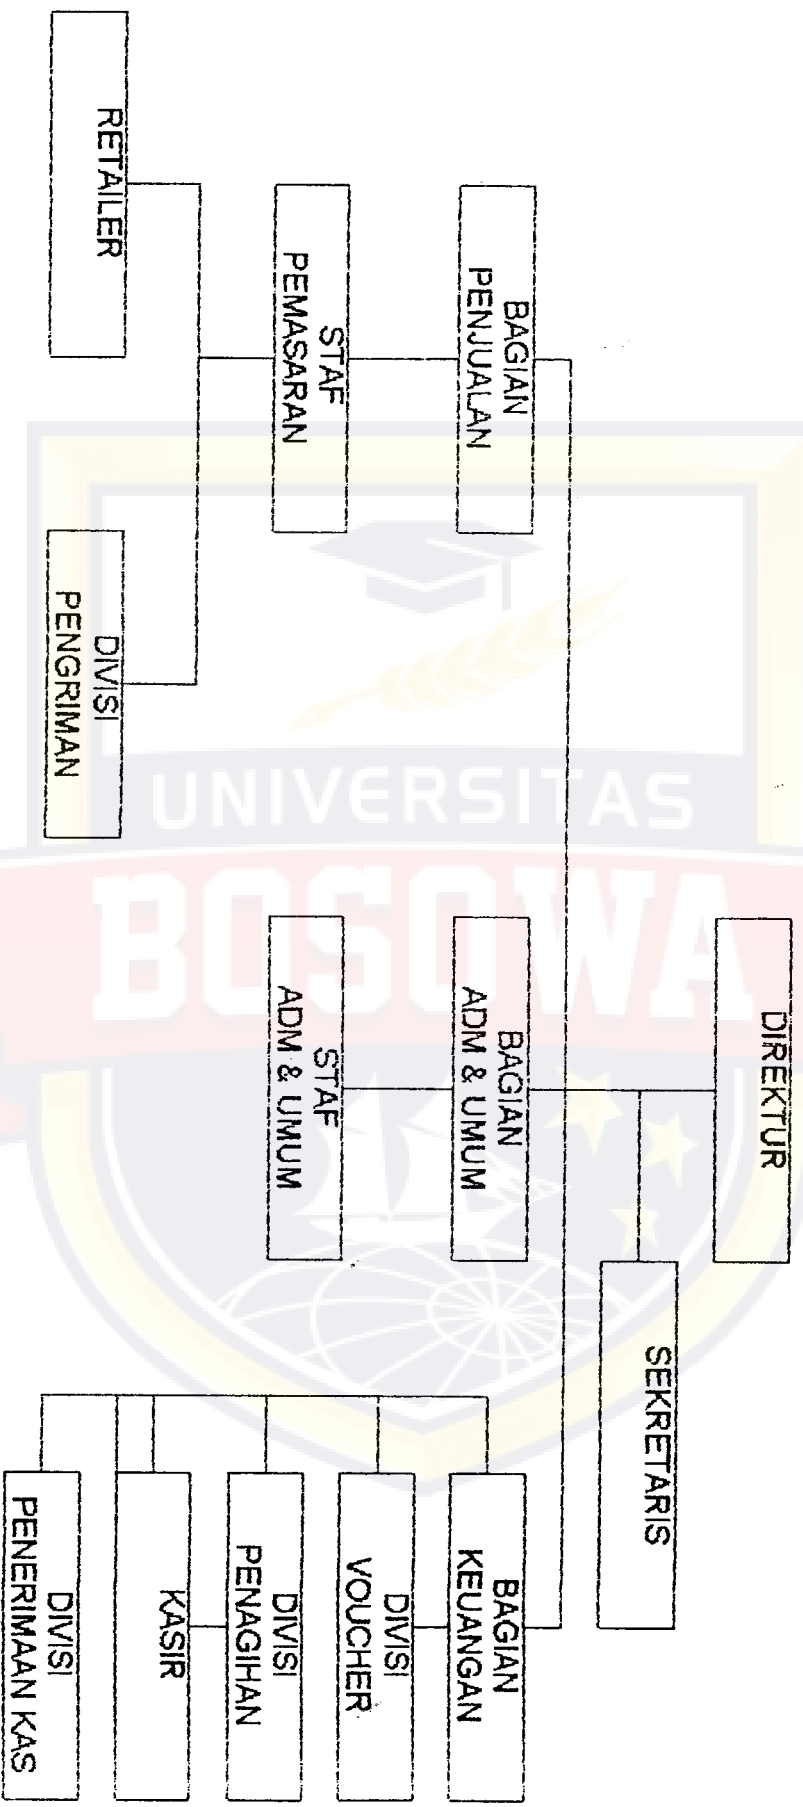 DIREKTUR
SEKRETARIS
BAGIAN
PENJUALAN
BAGIAN
ADM & UMUM
BAGIAN
KEUANGAN
STAF
PEMASARAN
STAF
ADM & UMUM
DIVISI
VOUCHER
DIVISI
PENAGIHAN
KASIR
DIVISI
PENERIMAAN KAS
RETAILER
DIVISI
PENGRIMAN
UNIVERSITAS
BOSOWA